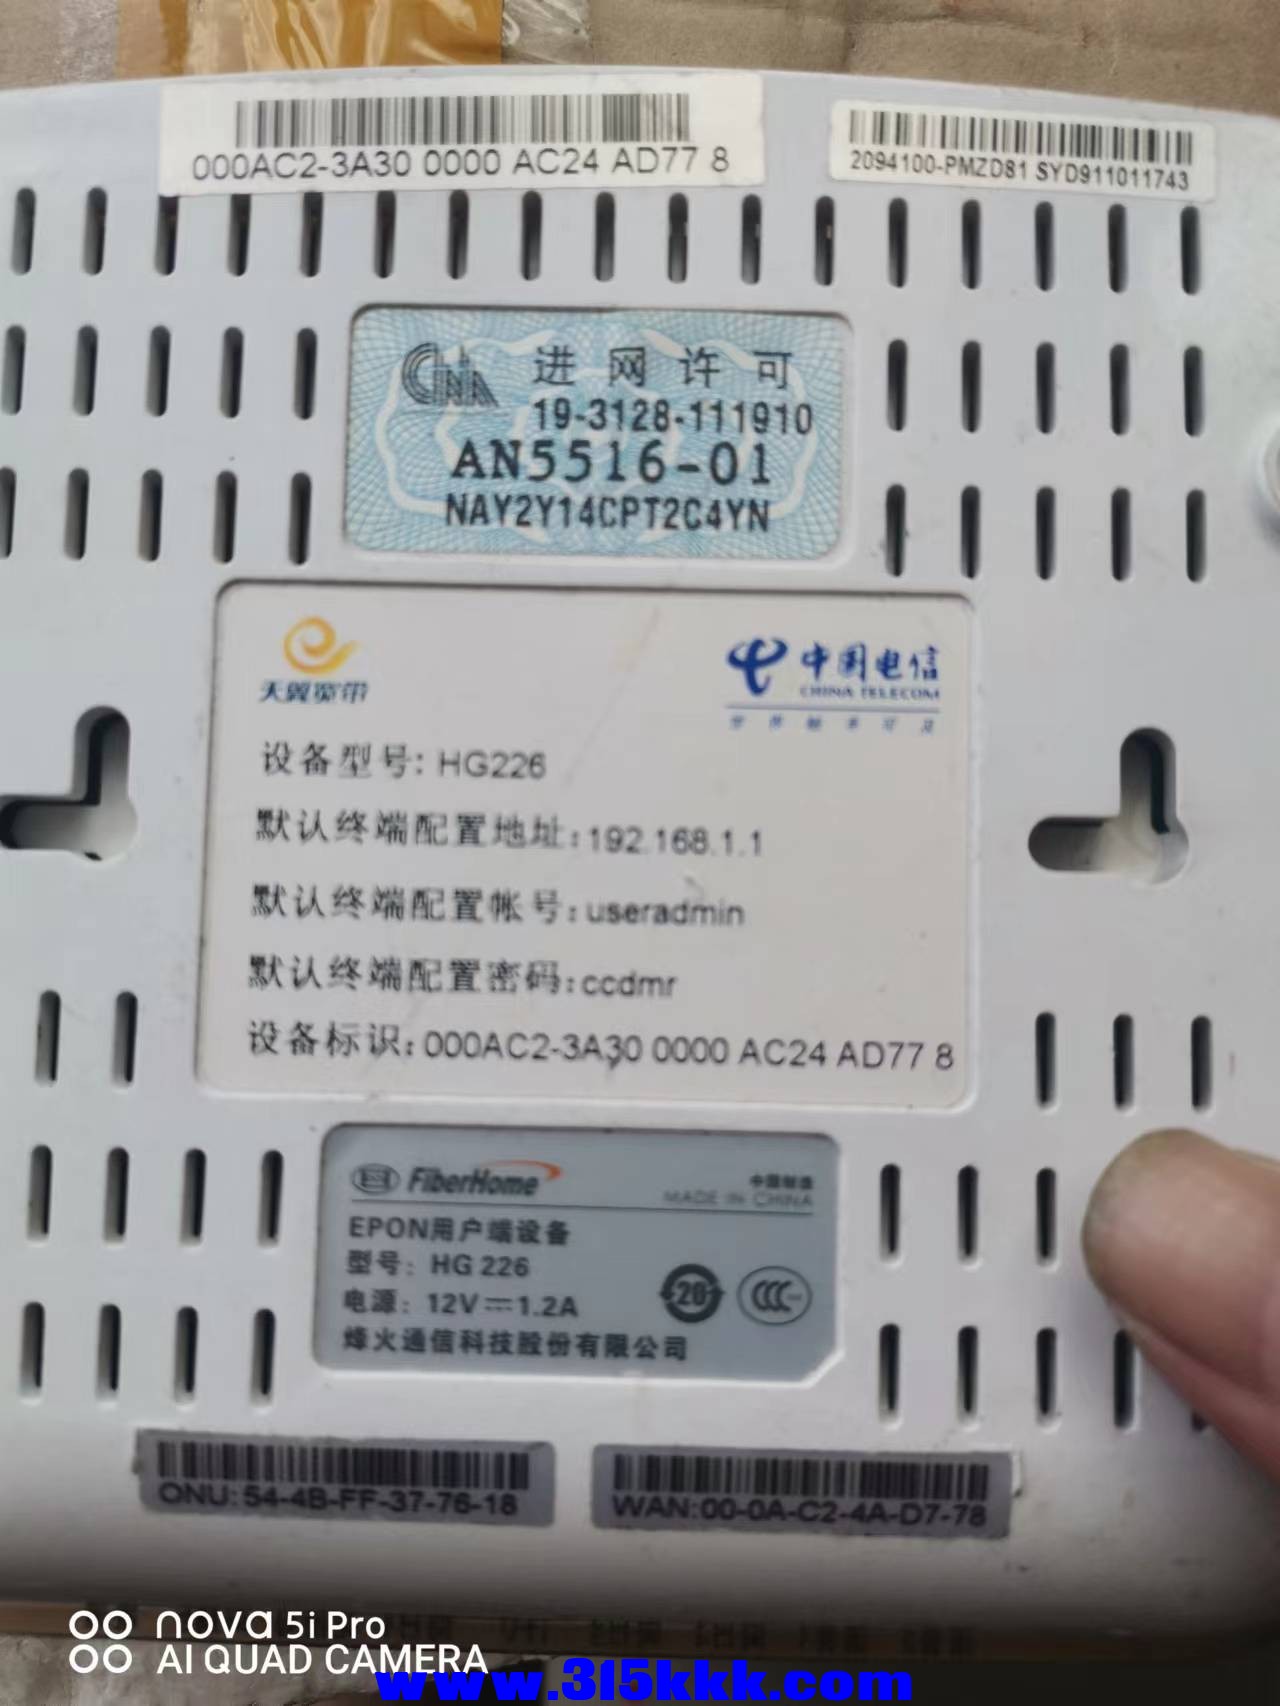 000AC2-3A30 0000 AC24 AD77 8
2094100-PMZD81 SYD911011743
进网许可
19-3128-111910
AN5516-01
NAY2Y14CPT2C4YN
天翼宽带
中国电信
CHINA TELECOM
设备型号: HG226
默认终端配置地址: 192.168.1.1
默认终端配置帐号: useradmin
默认终端配置密码: ccdmr
设备标识: 000AC2-3A30 0000 AC24 AD77 8
FiberHome
中国制造
MADE IN CHINA
EPON用户端设备
型号: HG 226
20
电源: 12V⎓1.2A
烽火通信科技股份有限公司
ONU: 54-4B-FF-37-76-18
WAN:00-0A-C2-4A-D7-78
nova 5i Pro
AI QUAD CAMERA
www.315kkk.com